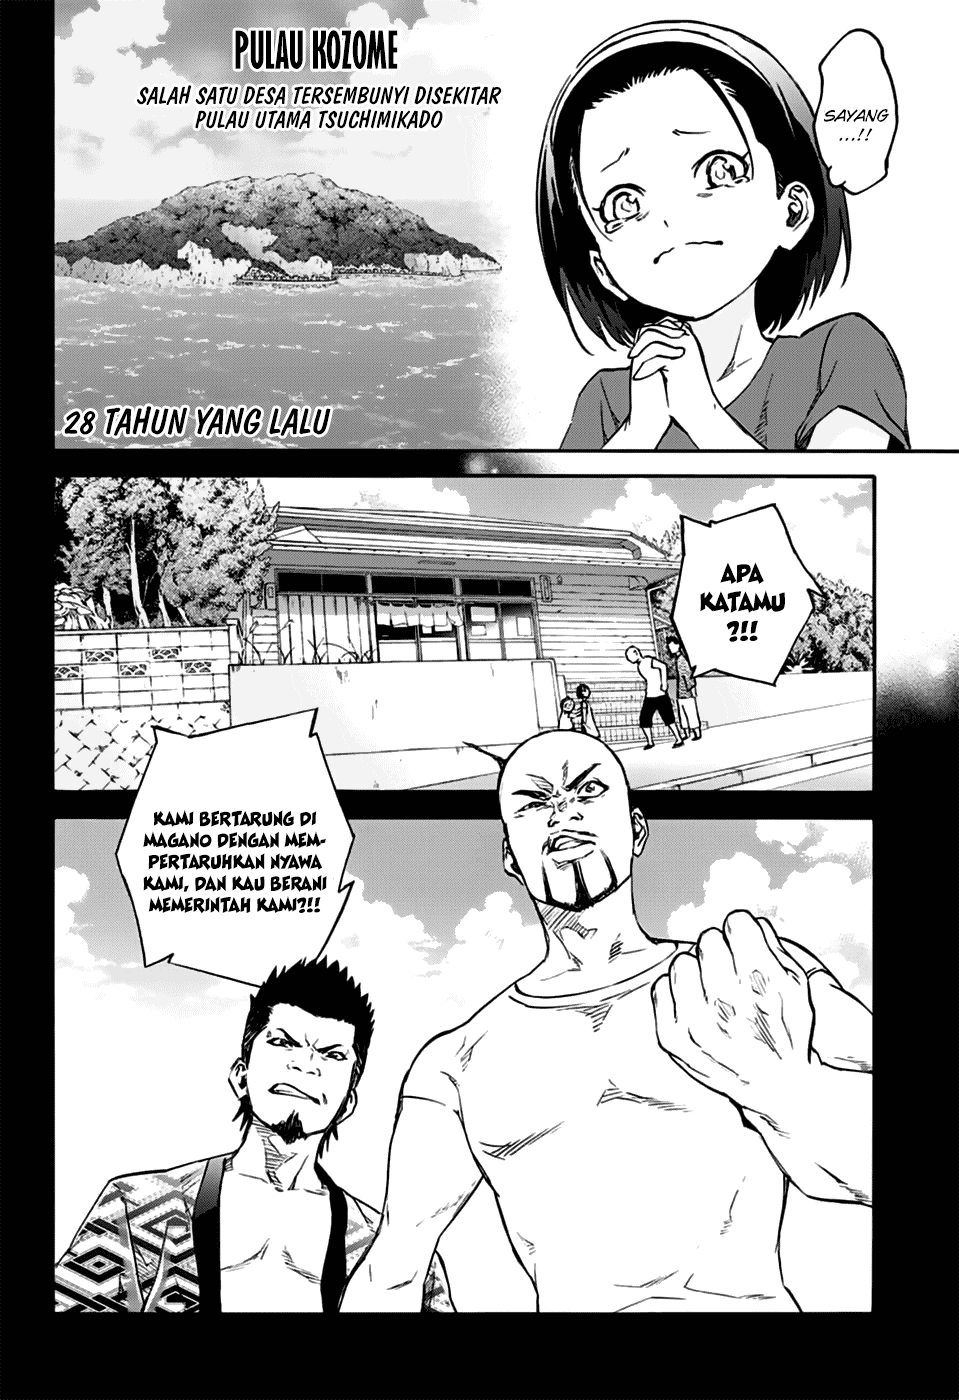 PULAU KOZOME
SALAH SATU DESA TERSEMBUNYI DISEKITAR
PULAU UTAMA TSUCHIMIKADO
SAYANG
...!!
28 TAHUN YANG LALU
APA
KATAMU
?!!
KAMI BERTARUNG DI
MAGANO DENGAN MEM-
PERTARUHKAN NYAWA
KAMI, DAN KAU BERANI
MEMERINTAH KAMI?!!